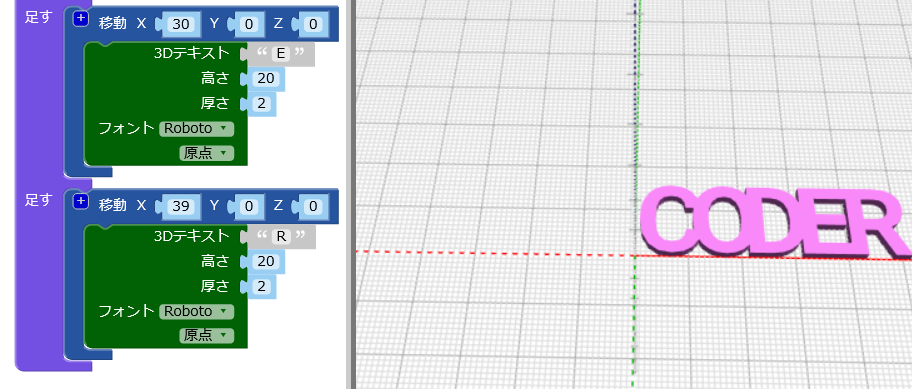 足す + 移動 X 30 Y 0 Z 0
3Dテキスト “ E ”
高さ 20
厚さ 2
フォント Roboto
原点
足す + 移動 X 39 Y 0 Z 0
3Dテキスト “ R ”
高さ 20
厚さ 2
フォント Roboto
原点
CODER